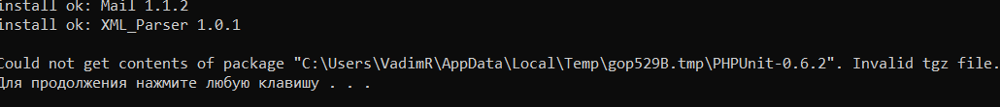 install ok: Mail 1.1.2
install ok: XML_Parser 1.0.1
Could not get contents of package "C:\Users\VadimR\AppData\Local\Temp\gop529B.tmp\PHPUnit-0.6.2". Invalid tgz file.
Для продолжения нажмите любую клавишу . . .